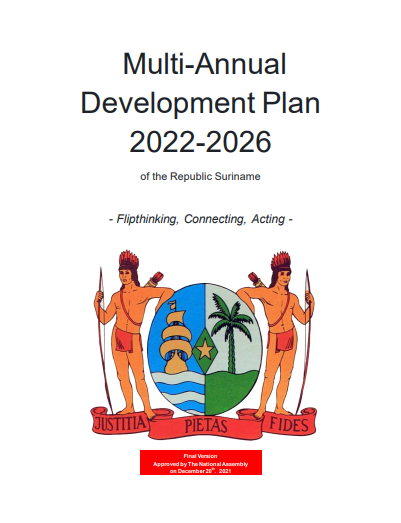 Multi-Annual
Development Plan
2022-2026
of the Republic Suriname
- Flipthinking, Connecting, Acting -
JUSTITIA PIETAS FIDES
Final Version
Approved by The National Assembly
on December 20th, 2021